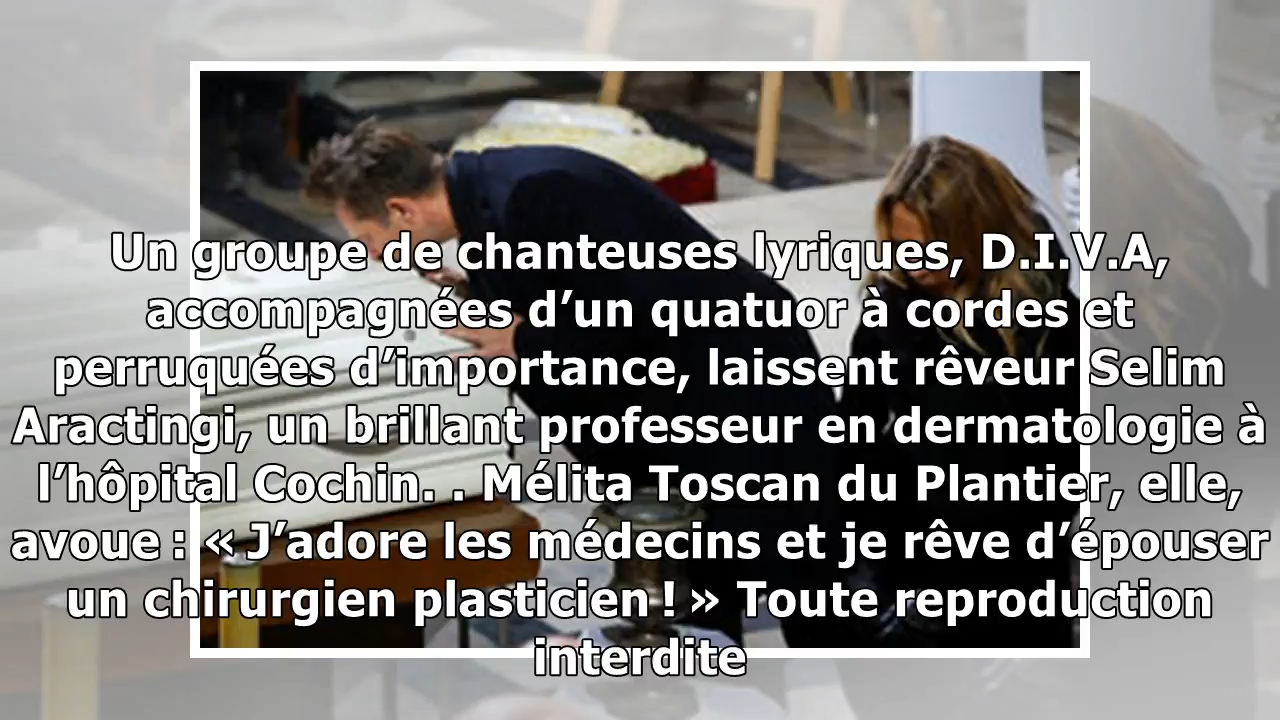 Un groupe de chanteuses lyriques, D.I.V.A,
accompagnées d’un quatuor à cordes et
perruquées d’importance, laissent rêveur Selim
Aractingi, un brillant professeur en dermatologie à
l’hôpital Cochin. . Mélita Toscan du Plantier, elle,
avoue : « J’adore les médecins et je rêve d’épouser
un chirurgien plasticien ! » Toute reproduction
interdite